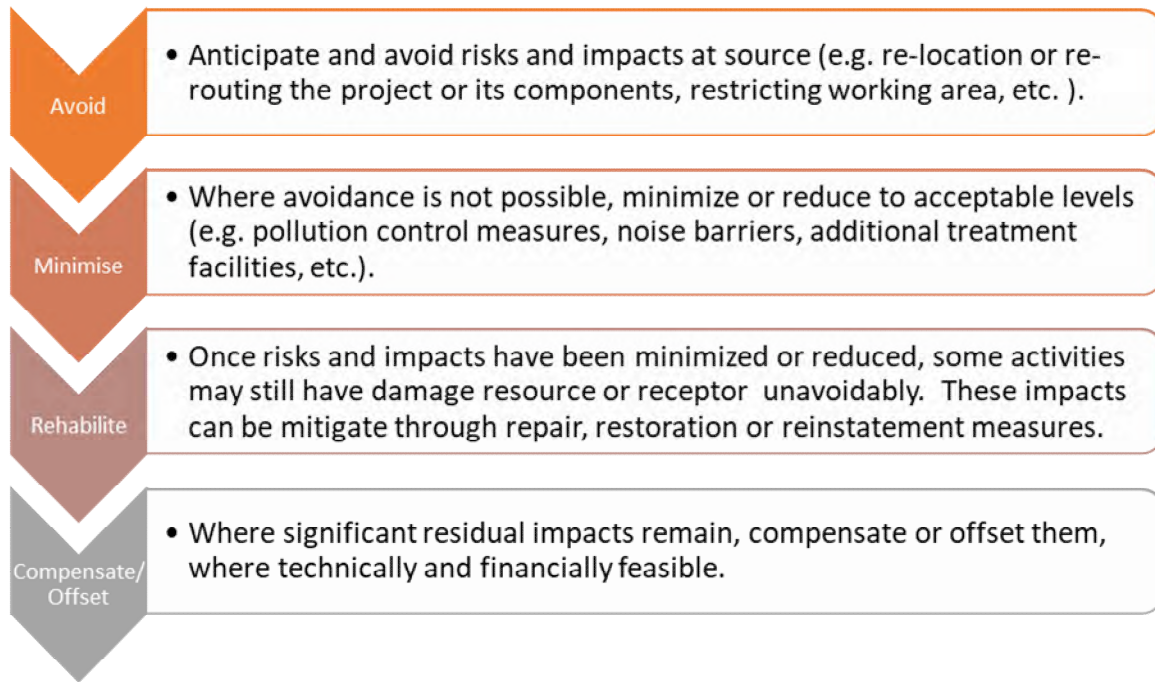 Avoid
• Anticipate and avoid risks and impacts at source (e.g. re-location or re-
routing the project or its components, restricting working area, etc. ).
Minimise
• Where avoidance is not possible, minimize or reduce to acceptable levels
(e.g. pollution control measures, noise barriers, additional treatment
facilities, etc.).
Rehabilite
• Once risks and impacts have been minimized or reduced, some activities
may still have damage resource or receptor  unavoidably.  These impacts
can be mitigate through repair, restoration or reinstatement measures.
Compensate/
Offset
• Where significant residual impacts remain, compensate or offset them,
where technically and financially feasible.